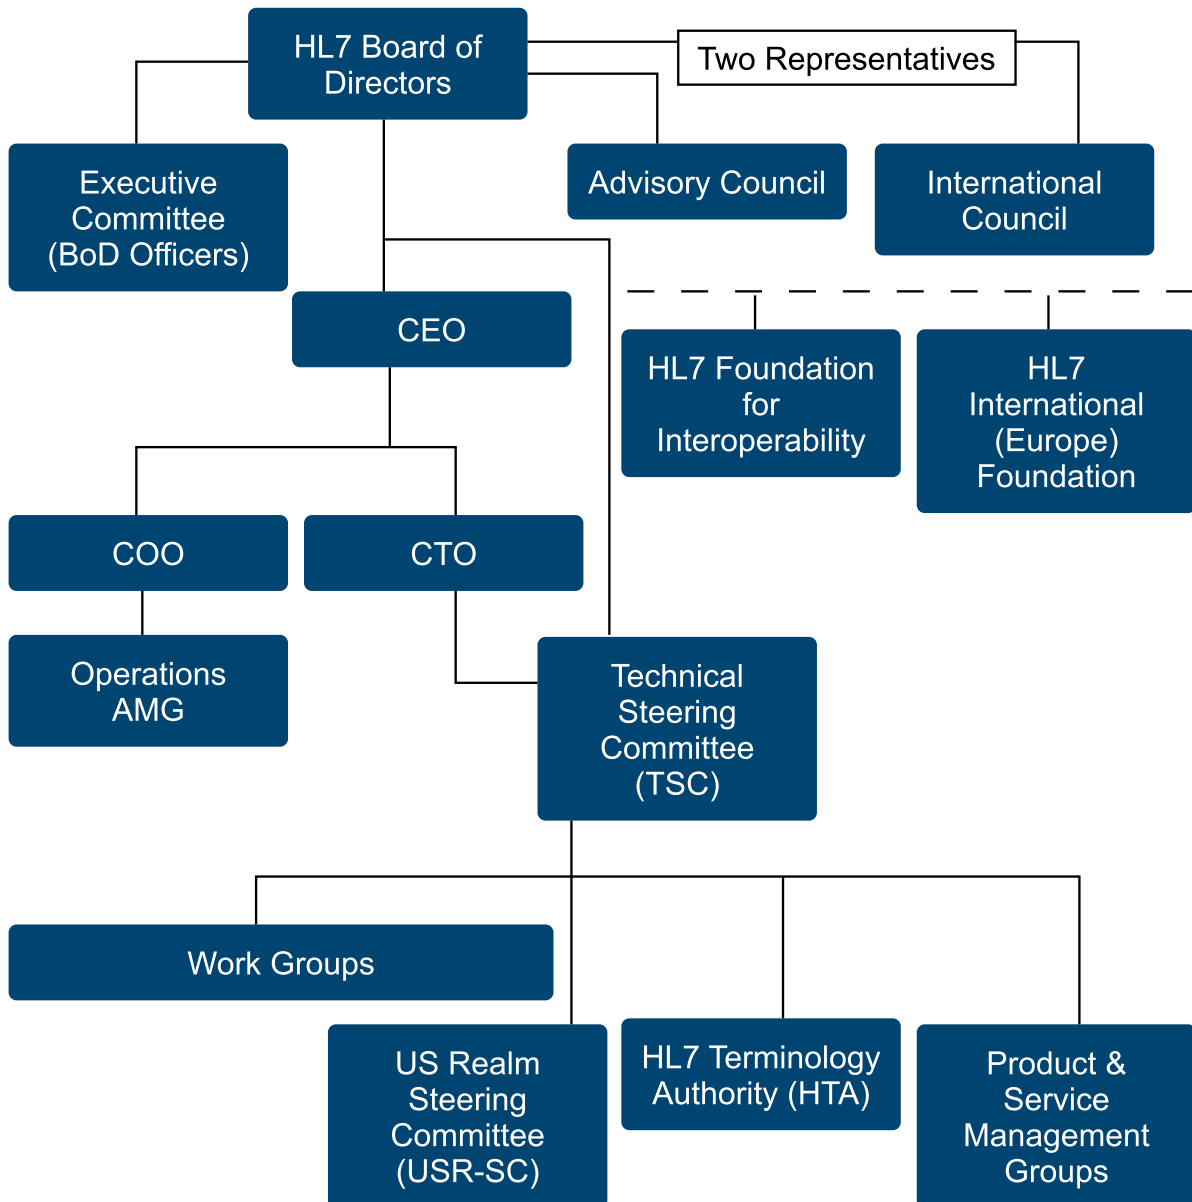 HL7 Board of
Directors
Two Representatives
Executive
Committee
(BoD Officers)
Advisory Council
International
Council
CEO
HL7 Foundation
for
Interoperability
HL7
International
(Europe)
Foundation
COO
CTO
Operations
AMG
Technical
Steering
Committee
(TSC)
Work Groups
US Realm
Steering
Committee
(USR-SC)
HL7 Terminology
Authority (HTA)
Product &
Service
Management
Groups